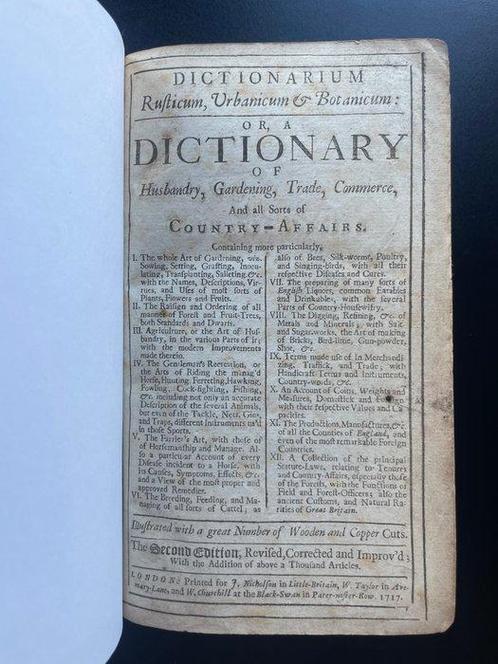 DICTIONARIUM
Rusticum, Urbanicum & Botanicum:
OR, A
DICTIONARY
OF
Husbandry, Gardening, Trade, Commerce,
And all Sorts of
COUNTRY-AFFAIRS.
Containing more particularly,
I. The whole Art of Gardening, viz.
Sowing, Setting, Grafting, Inocu-
lating, Transplanting, Salleting &c.
with the Names, Descriptions, Vir-
tues, and Uses of most sorts of
Plants, Flowers and Fruits.
II. The Raising and Ordering of all
manner of Forest and Fruit-Trees,
both Standards and Dwarfs.
III. Agriculture, or the Art of Hus-
bandry, in the various Parts of it;
with the modern Improvements
made therein.
IV. The Gentleman's Recreation, or
the Arts of Riding the manag'd
Horse, Hunting, Ferreting, Hawking,
Fowling, Cock-fighting, Fishing,
&c. including not only an accurate
Description of the several Animals,
but even of the Tackle, Nets, Gins,
and Traps, different Instruments us'd
in those Sports.
V. The Farrier's Art, with those of
of Horsemanship and Manage. Al-
so a particular Account of every
Disease incident to a Horse, with
its Causes, Symptoms, Effects, &c.
and a View of the most proper and
approved Remedies.
VI. The Breeding, Feeding, and Ma-
naging of all sorts of Cattel; as
also of Bees, Silk-worms, Poultry,
and Singing-birds, with all their
respective Diseases and Cures.
VII. The preparing of many sorts of
English Liquors, common Eatables
and Drinkables, with the several
Parts of Country-Housewifry.
VIII. The Digging, Refining, &c. of
Metals and Minerals; with Salt-
and Sugar-works, the Art of making
of Bricks, Bird-lime, Gun-powder,
Shot, &c.
IX. Terms made use of in Merchandi-
zing, Traffick, and Trade; with
Handicraft Terms and Instruments,
Country-words, &c.
X. An Account of Coins, Weights and
Measures, Domestick and Foreign
with their respective Values and Ca
pacities.
XI. The Productions, Manufactures, &c.
of all the Counties of England, and
even of the most remarkable Foreign
Countries.
XII. A Collection of the principal
Statute-Laws, relating to Tenures
and Country-Affairs, especially those
of the Forests, with the Functions of
Field and Forest-Officers; also the
ancient Customs, and Natural Ra-
rities of Great Britain.
Illustrated with a great Number of Wooden and Copper Cuts.
The Second Edition, Revised, Corrected and Improv'd;
With the Addition of above a Thousand Articles.
LONDON: Printed for J. Nicholson in Little-Britain, W. Taylor in Ave-
mary-Lane, and W. Churchill at the Black-Swan in Pater-noster-Row. 1717.